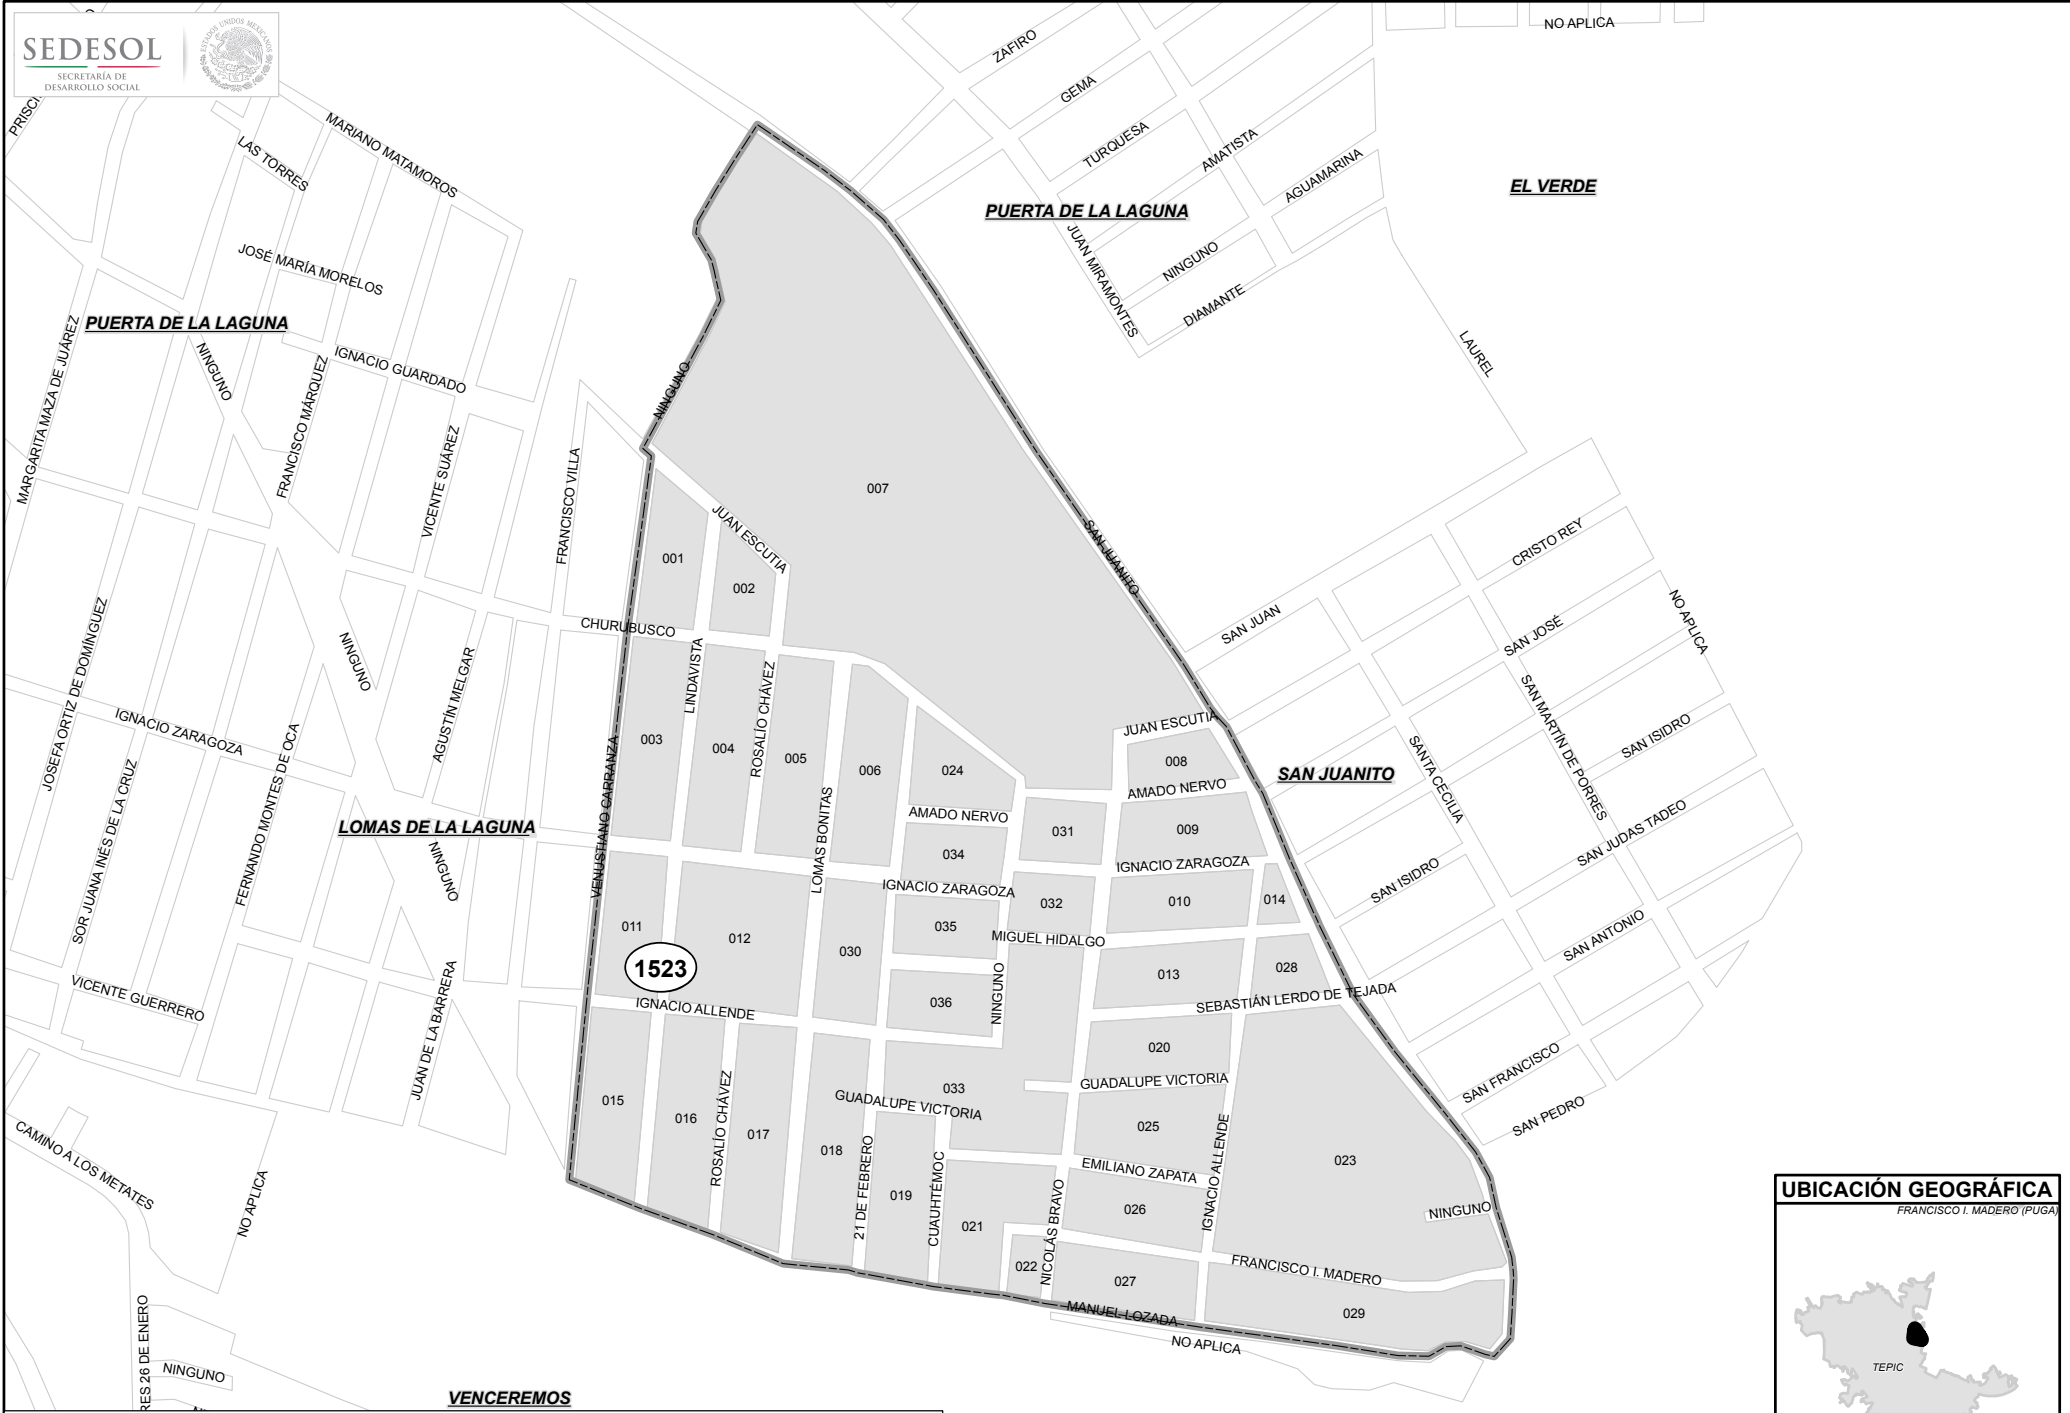 SEDESOL
SECRETARÍA DE
DESARROLLO SOCIAL
ESTADOS UNIDOS MEXICANOS
NO APLICA
ZAFIRO
GEMA
TURQUESA
AMATISTA
AGUAMARINA
NINGUNO
DIAMANTE
JUAN MIRAMONTES
PUERTA DE LA LAGUNA
EL VERDE
LAUREL
MARIANO MATAMOROS
LAS TORRES
JOSÉ MARÍA MORELOS
PUERTA DE LA LAGUNA
NINGUNO
IGNACIO GUARDADO
MARGARITA MAZA DE JUÁREZ
FRANCISCO MÁRQUEZ
VICENTE SUÁREZ
FRANCISCO VILLA
NINGUNO
007
SAN JUANITO
JUAN ESCUTIA
001
002
CHURUBUSCO
LINDAVISTA
ROSALÍO CHÁVEZ
003
004
005
006
024
JUAN ESCUTIA
008
AMADO NERVO
AMADO NERVO
031
009
034
IGNACIO ZARAGOZA
IGNACIO ZARAGOZA
VENUSTIANO CARRANZA
LOMAS BONITAS
032
010
014
011
012
030
035
MIGUEL HIDALGO
013
028
1523
036
NINGUNO
SEBASTIÁN LERDO DE TEJADA
IGNACIO ALLENDE
020
GUADALUPE VICTORIA
033
GUADALUPE VICTORIA
015
016
017
018
019
025
023
ROSALÍO CHÁVEZ
21 DE FEBRERO
CUAUHTÉMOC
EMILIANO ZAPATA
IGNACIO ALLENDE
026
021
NICOLÁS BRAVO
NINGUNO
022
027
FRANCISCO I. MADERO
029
MANUEL LOZADA
NO APLICA
JOSEFA ORTIZ DE DOMÍNGUEZ
NINGUNO
AGUSTÍN MELGAR
IGNACIO ZARAGOZA
SOR JUANA INÉS DE LA CRUZ
FERNANDO MONTES DE OCA
LOMAS DE LA LAGUNA
NINGUNO
VICENTE GUERRERO
JUAN DE LA BARRERA
CAMINO A LOS METATES
NO APLICA
RES 26 DE ENERO
NINGUNO
VENCEREMOS
SAN JUAN
CRISTO REY
SAN JOSÉ
NO APLICA
SAN MARTÍN DE PORRES
SAN ISIDRO
SANTA CECILIA
SAN JUANITO
SAN JUDAS TADEO
SAN ISIDRO
SAN ANTONIO
SAN FRANCISCO
SAN PEDRO
UBICACIÓN GEOGRÁFICA
FRANCISCO I. MADERO (PUGA)
TEPIC